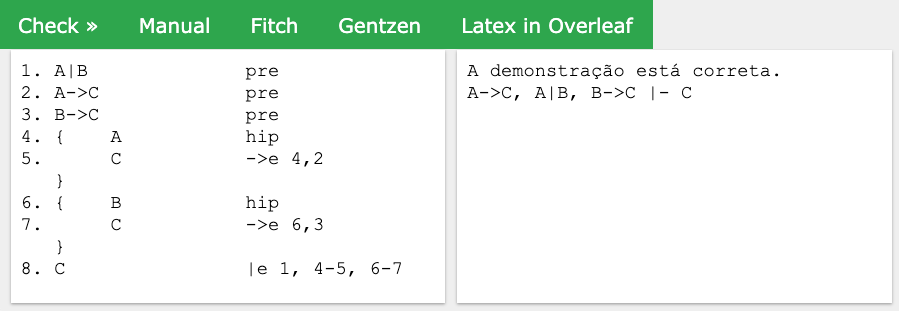 Check » Manual Fitch Gentzen Latex in Overleaf
1. A|B pre
2. A->C pre
3. B->C pre
4. { A hip
5. C ->e 4,2
}
6. { B hip
7. C ->e 6,3
}
8. C |e 1, 4-5, 6-7
A demonstração está correta.
A->C, A|B, B->C |- C